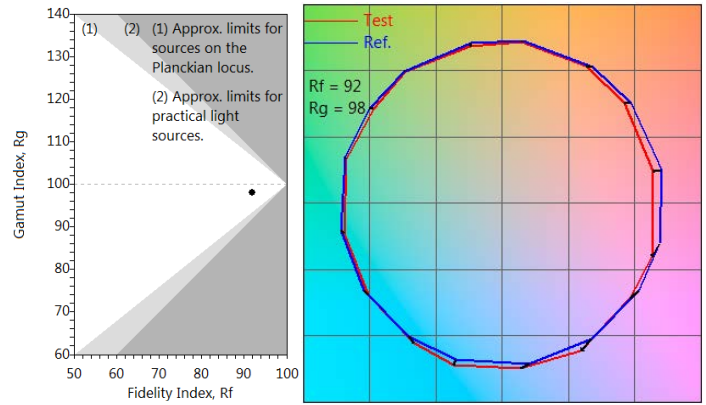 140
130
120
110
100
90
80
70
60
50 60 70 80 90 100
Gamut Index, Rg
Fidelity Index, Rf
(1) (2) (1) Approx. limits for
sources on the
Planckian locus.
(2) Approx. limits for
practical light
sources.
Test
Ref.
Rf = 92
Rg = 98